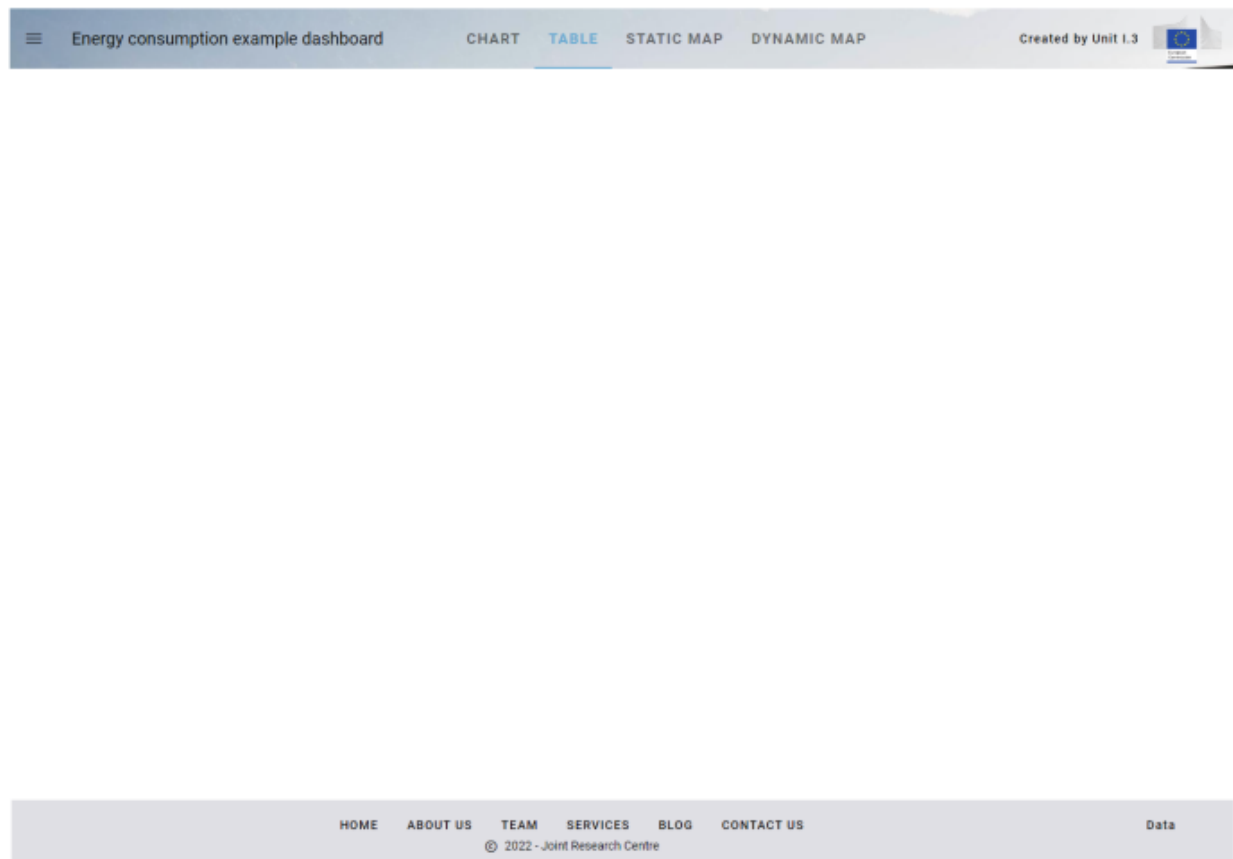 Energy consumption example dashboard CHART TABLE STATIC MAP DYNAMIC MAP Created by Unit I.3
HOME ABOUT US TEAM SERVICES BLOG CONTACT US Data
© 2022 - Joint Research Centre